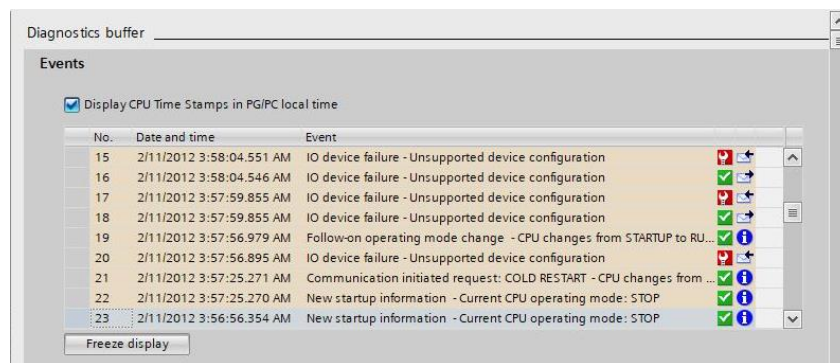 Diagnostics buffer
Events
Display CPU Time Stamps in PG/PC local time
No. Date and time Event
15 2/11/2012 3:58:04.551 AM IO device failure - Unsupported device configuration
16 2/11/2012 3:58:04.546 AM IO device failure - Unsupported device configuration
17 2/11/2012 3:57:59.855 AM IO device failure - Unsupported device configuration
18 2/11/2012 3:57:59.855 AM IO device failure - Unsupported device configuration
19 2/11/2012 3:57:56.979 AM Follow-on operating mode change - CPU changes from STARTUP to RU...
20 2/11/2012 3:57:56.895 AM IO device failure - Unsupported device configuration
21 2/11/2012 3:57:25.271 AM Communication initiated request: COLD RESTART - CPU changes from ...
22 2/11/2012 3:57:25.270 AM New startup information - Current CPU operating mode: STOP
23 2/11/2012 3:56:56.354 AM New startup information - Current CPU operating mode: STOP
Freeze display